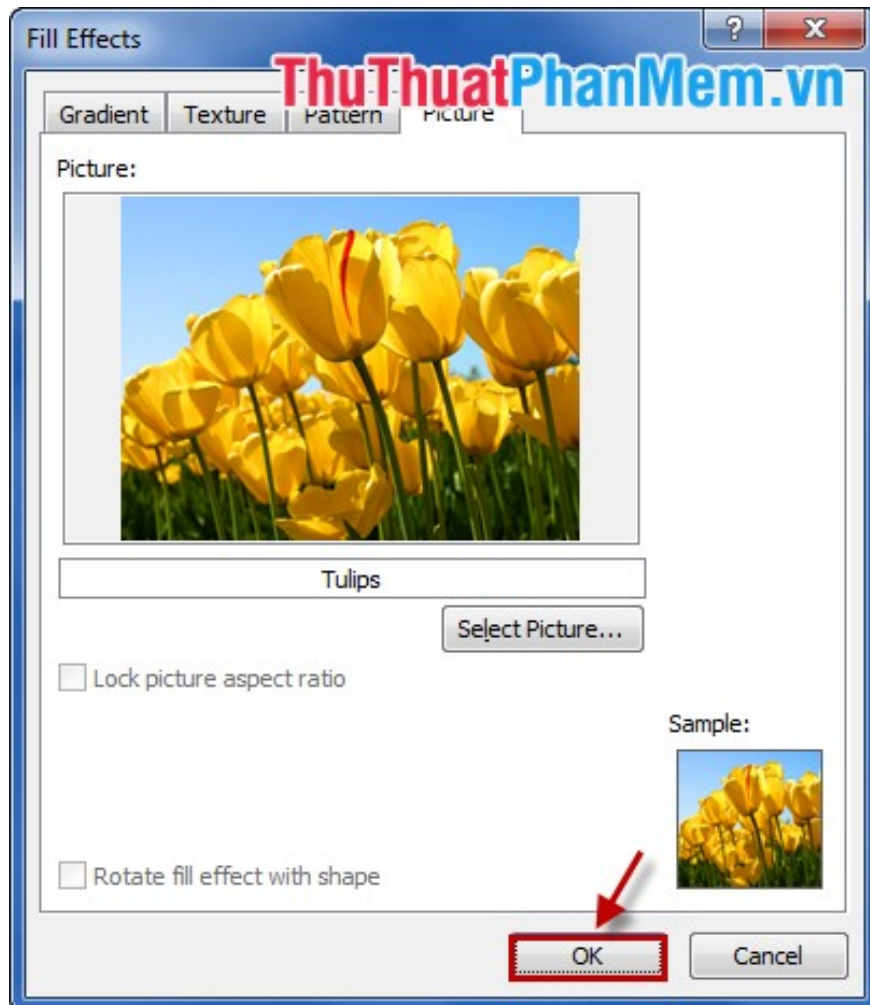 Fill Effects
ThuThuatPhanMem.vn
Gradient Texture Pattern Picture
Picture:
Tulips
Select Picture...
Lock picture aspect ratio
Sample:
Rotate fill effect with shape
OK Cancel